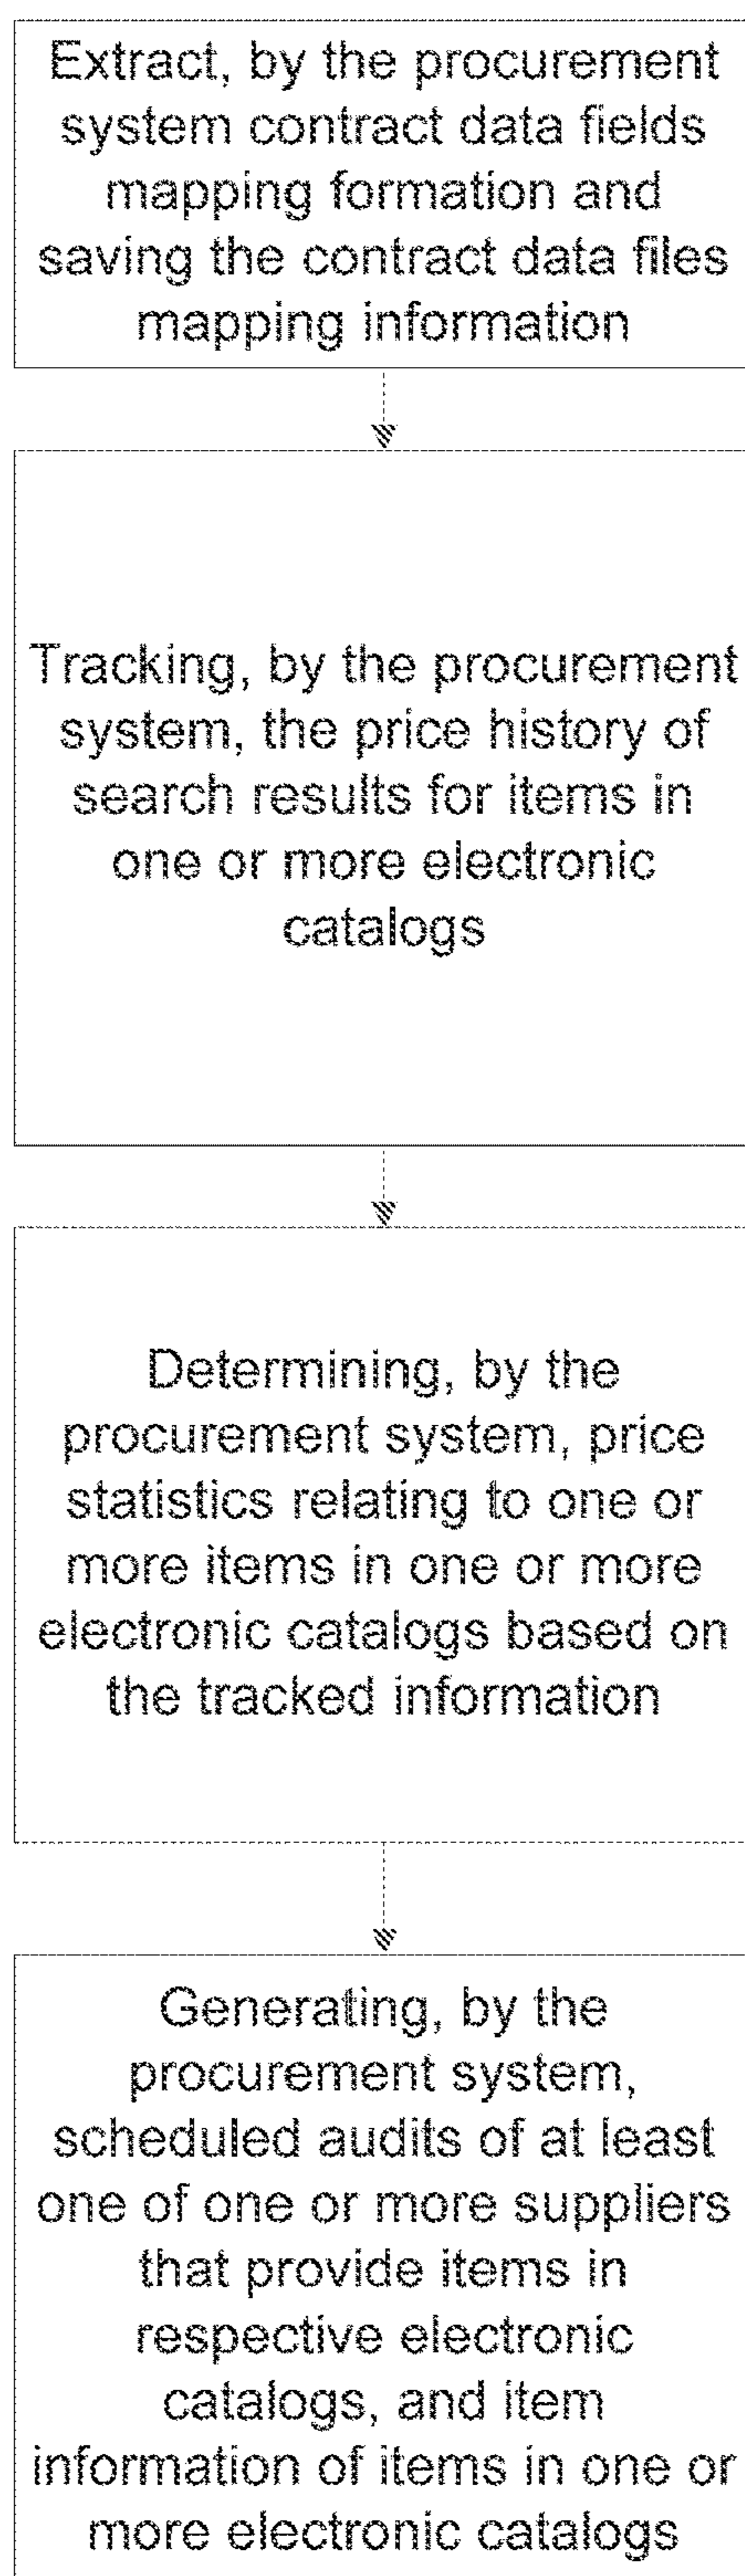 Extract, by the procurement
system contract data fields
mapping formation and
saving the contract data files
mapping information
Tracking, by the procurement
system, the price history of
search results for items in
one or more electronic
catalogs
Determining, by the
procurement system, price
statistics relating to one or
more items in one or more
electronic catalogs based on
the tracked information
Generating, by the
procurement system,
scheduled audits of at least
one of one or more suppliers
that provide items in
respective electronic
catalogs, and item
information of items in one or
more electronic catalogs